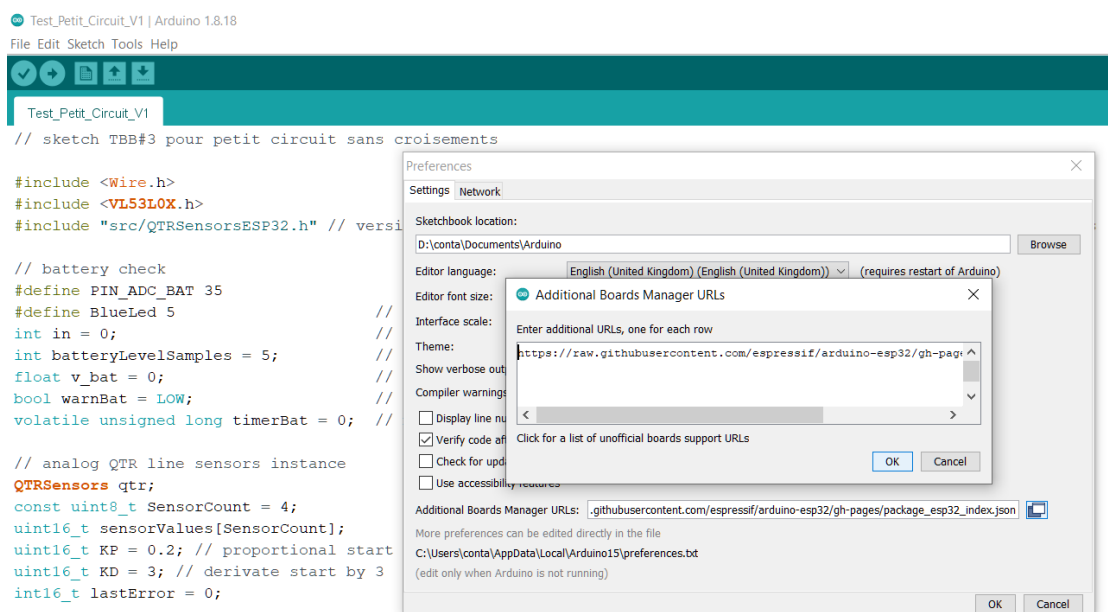 Test_Petit_Circuit_V1 | Arduino 1.8.18
File Edit Sketch Tools Help
Test_Petit_Circuit_V1
// sketch TBB#3 pour petit circuit sans croisements
#include <Wire.h>
#include <VL53L0X.h>
#include "src/QTRSensorsESP32.h" // versi
// battery check
#define PIN_ADC_BAT 35
#define BlueLed 5 //
int in = 0; //
int batteryLevelSamples = 5; //
float v_bat = 0; //
bool warnBat = LOW; //
volatile unsigned long timerBat = 0; //
// analog QTR line sensors instance
QTRSensors qtr;
const uint8_t SensorCount = 4;
uint16_t sensorValues[SensorCount];
uint16_t KP = 0.2; // proportional start
uint16_t KD = 3; // derivate start by 3
int16_t lastError = 0;
Preferences
Settings Network
Sketchbook location:
D:\conta\Documents\Arduino Browse
Editor language: English (United Kingdom) (English (United Kingdom)) (requires restart of Arduino)
Editor font size:
Interface scale:
Theme:
Show verbose out
Compiler warnings
Display line nu
Verify code af
Check for upd
Use accessibility features
Additional Boards Manager URLs: .githubusercontent.com/espressif/arduino-esp32/gh-pages/package_esp32_index.json
More preferences can be edited directly in the file
C:\Users\conta\AppData\Local\Arduino15\preferences.txt
(edit only when Arduino is not running)
OK Cancel
Additional Boards Manager URLs
Enter additional URLs, one for each row
https://raw.githubusercontent.com/espressif/arduino-esp32/gh-page
Click for a list of unofficial boards support URLs
OK Cancel